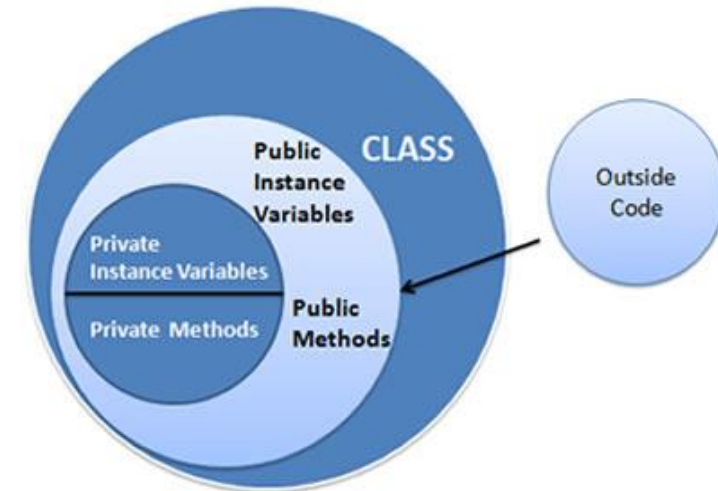 CLASS
Public
Instance
Variables
Private
Instance Variables
Private Methods
Public
Methods
Outside
Code